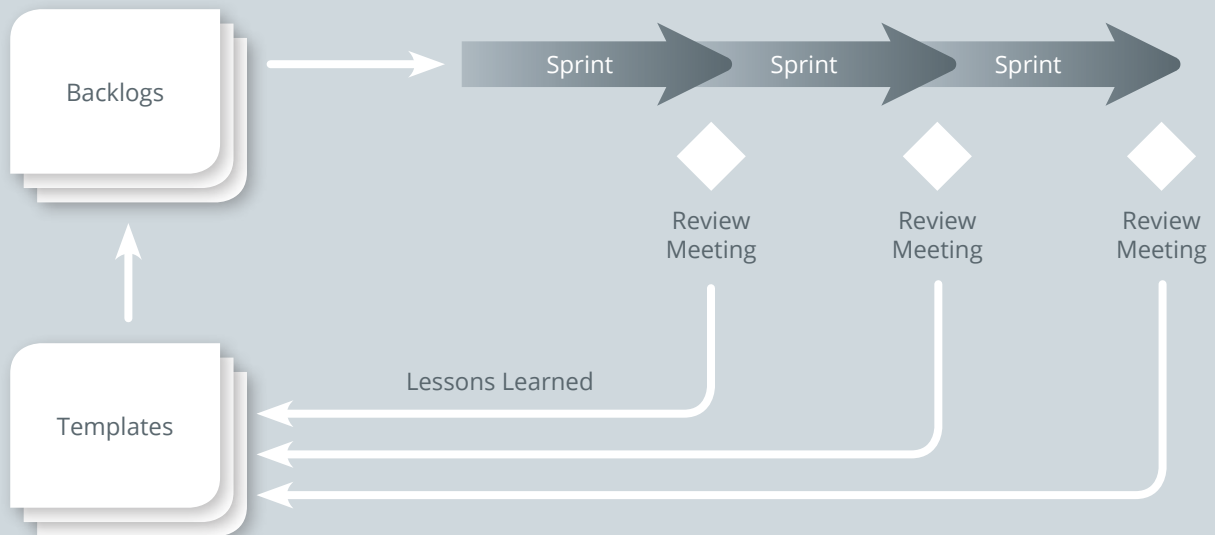 Backlogs
Sprint
Sprint
Sprint
Review
Meeting
Review
Meeting
Review
Meeting
Lessons Learned
Templates